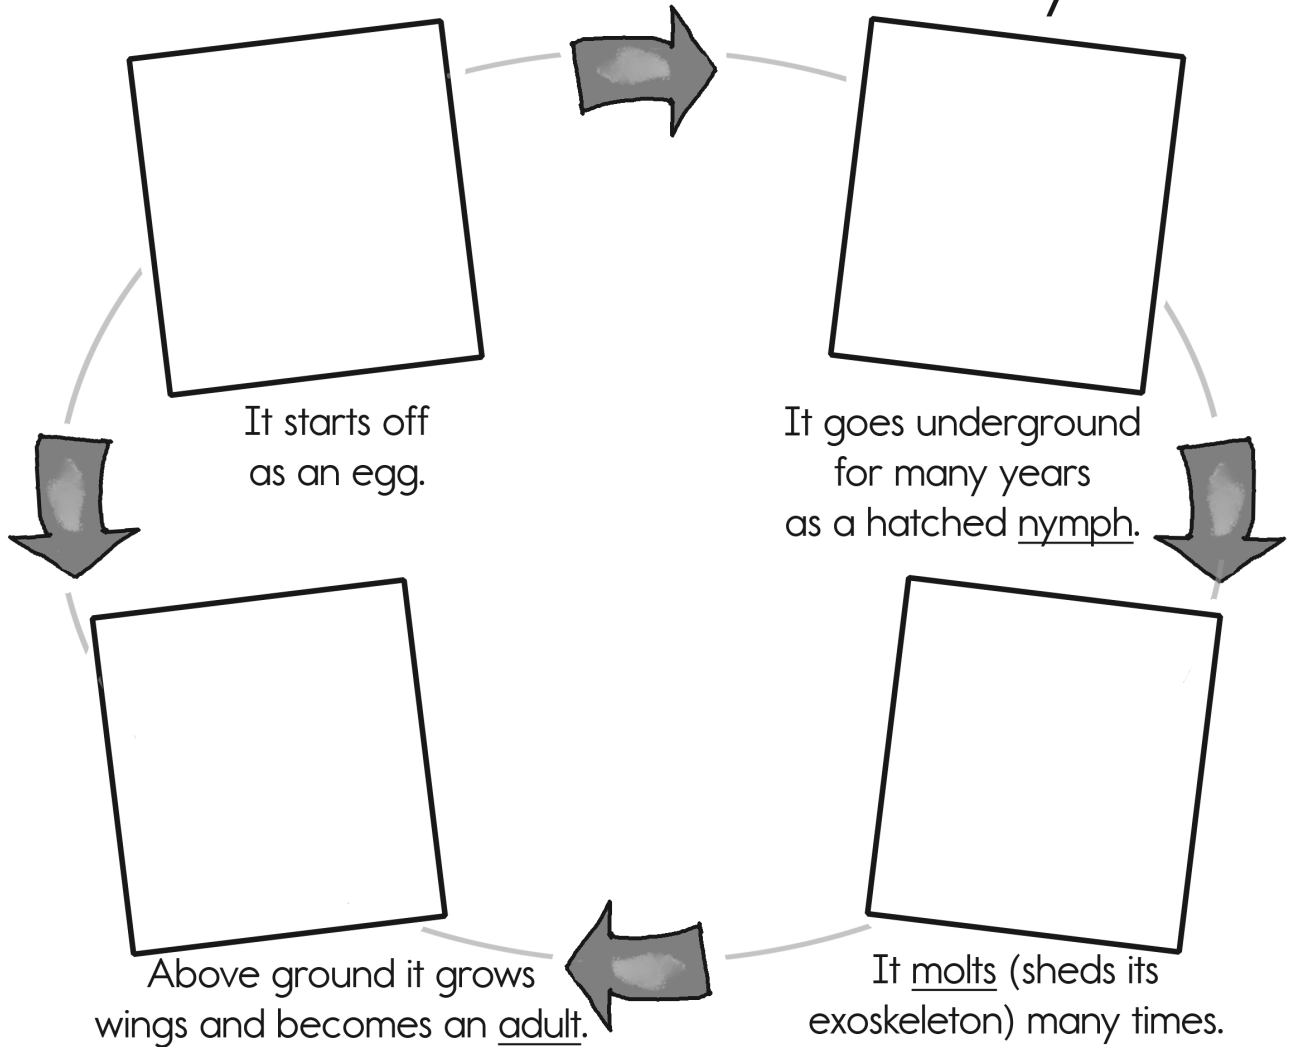 It starts off
as an egg.
It goes underground
for many years
as a hatched nymph.
Above ground it grows
wings and becomes an adult.
It molts (sheds its
exoskeleton) many times.